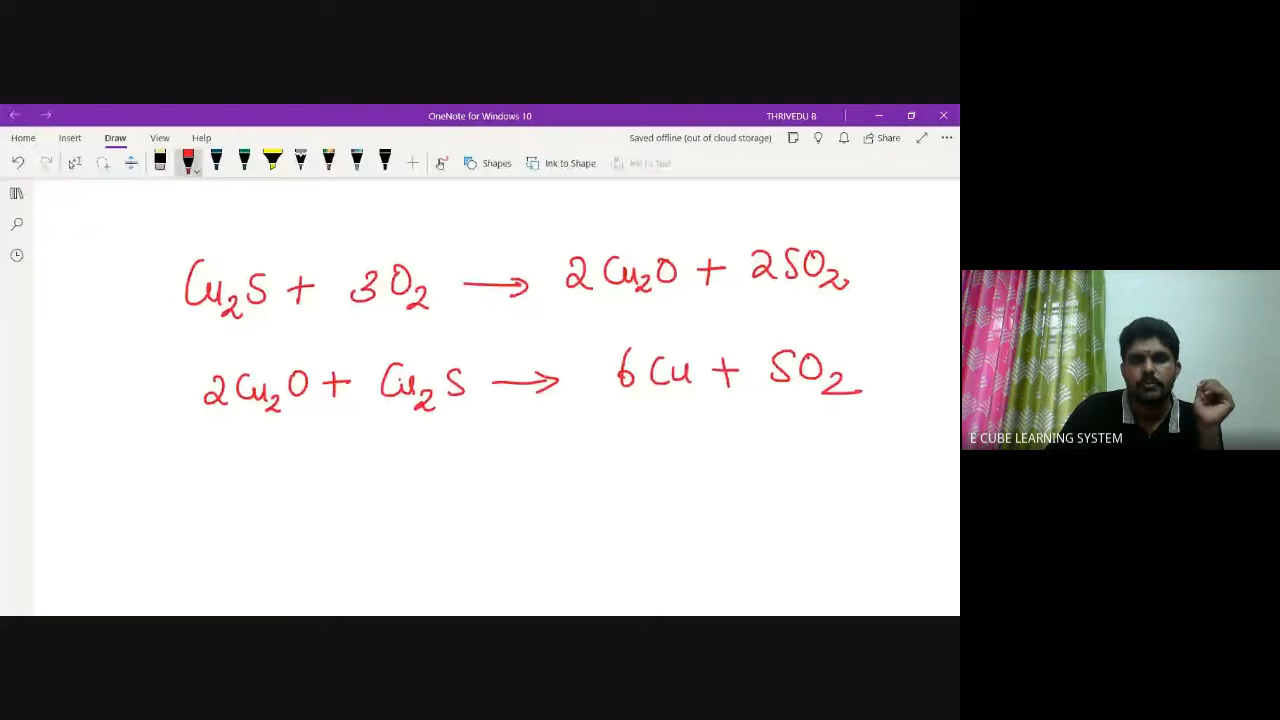 OneNote for Windows 10
THRIVEDU B
Home Insert Draw View Help
Saved offline (out of cloud storage)
Share
Shapes
Ink to Shape
Ink to Text
Cu₂S + 3O₂ → 2Cu₂O + 2SO₂
2Cu₂O + Cu₂S → 6Cu + SO₂
E CUBE LEARNING SYSTEM